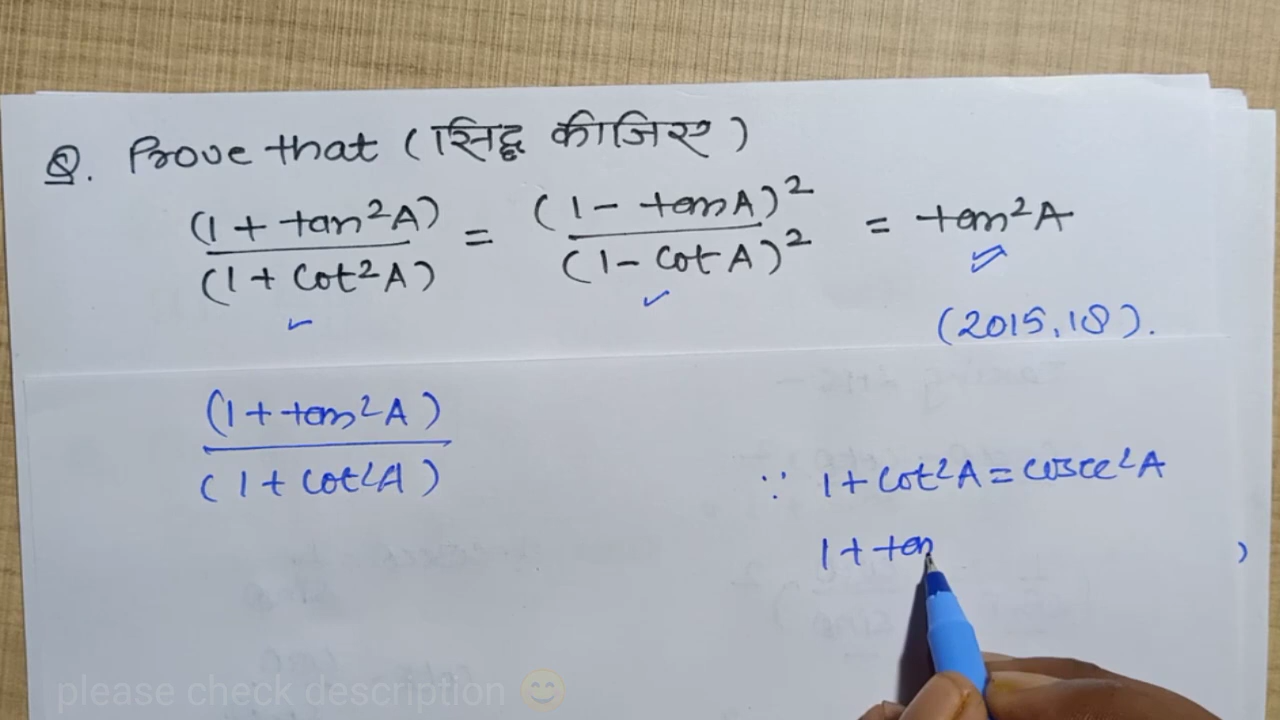 Q. Prove that (सिद्ध कीजिए)
(1 + tan²A) / (1 + cot²A) = (1 - tanA)² / (1 - cot A)² = tan²A
(2015,18).
(1 + tan²A) / (1 + cot²A)
∵ 1 + cot²A = cosec²A
1 + tan
please check description 😊